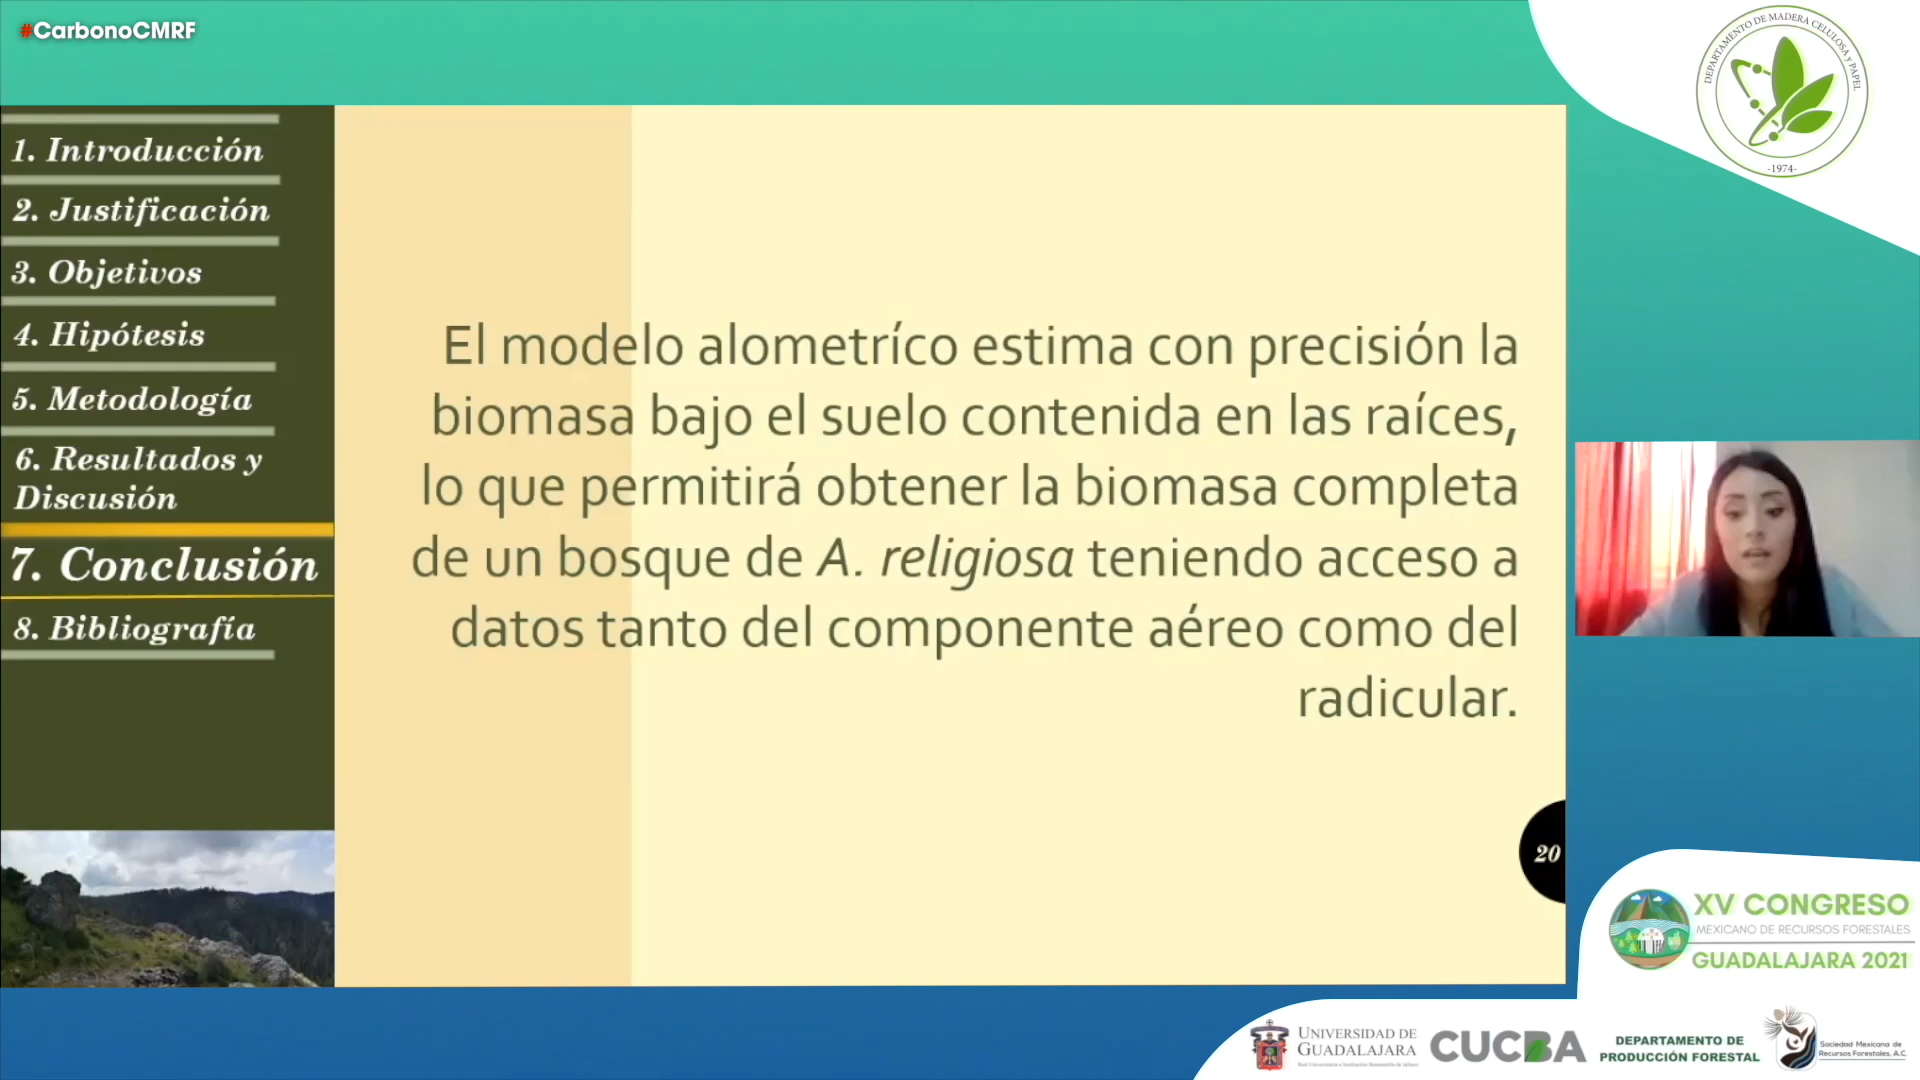 #CarbonoCMRF
DEPARTAMENTO DE MADERA CELULOSA Y PAPEL
-1974-
1. Introducción
2. Justificación
3. Objetivos
4. Hipótesis
5. Metodología
6. Resultados y
Discusión
7. Conclusión
8. Bibliografía
El modelo alometríco estima con precisión la
biomasa bajo el suelo contenida en las raíces,
lo que permitirá obtener la biomasa completa
de un bosque de A. religiosa teniendo acceso a
datos tanto del componente aéreo como del
radicular.
20
XV CONGRESO
MEXICANO DE RECURSOS FORESTALES
GUADALAJARA 2021
UNIVERSIDAD DE
GUADALAJARA
CUCBA
DEPARTAMENTO DE
PRODUCCIÓN FORESTAL
Sociedad Mexicana de
Recursos Forestales, A.C.